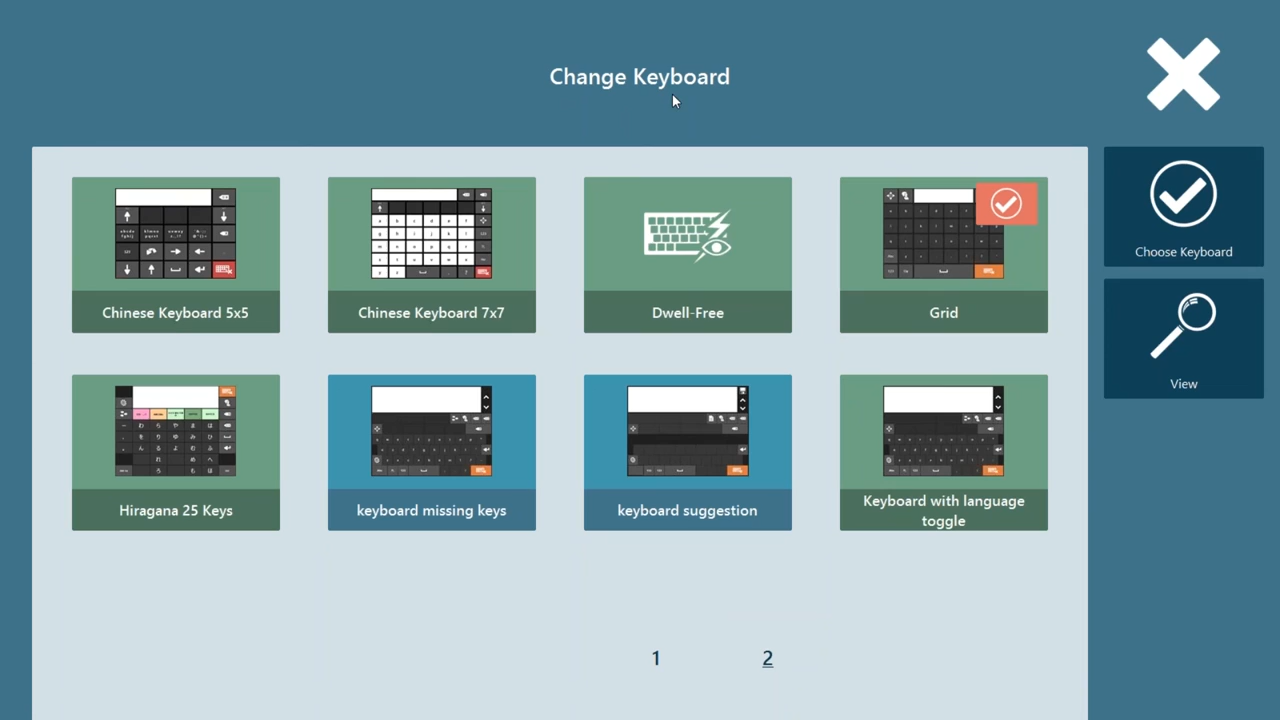 Change Keyboard
Chinese Keyboard 5x5
Chinese Keyboard 7x7
Dwell-Free
Grid
Choose Keyboard
View
Hiragana 25 Keys
keyboard missing keys
keyboard suggestion
Keyboard with language
toggle
1
2